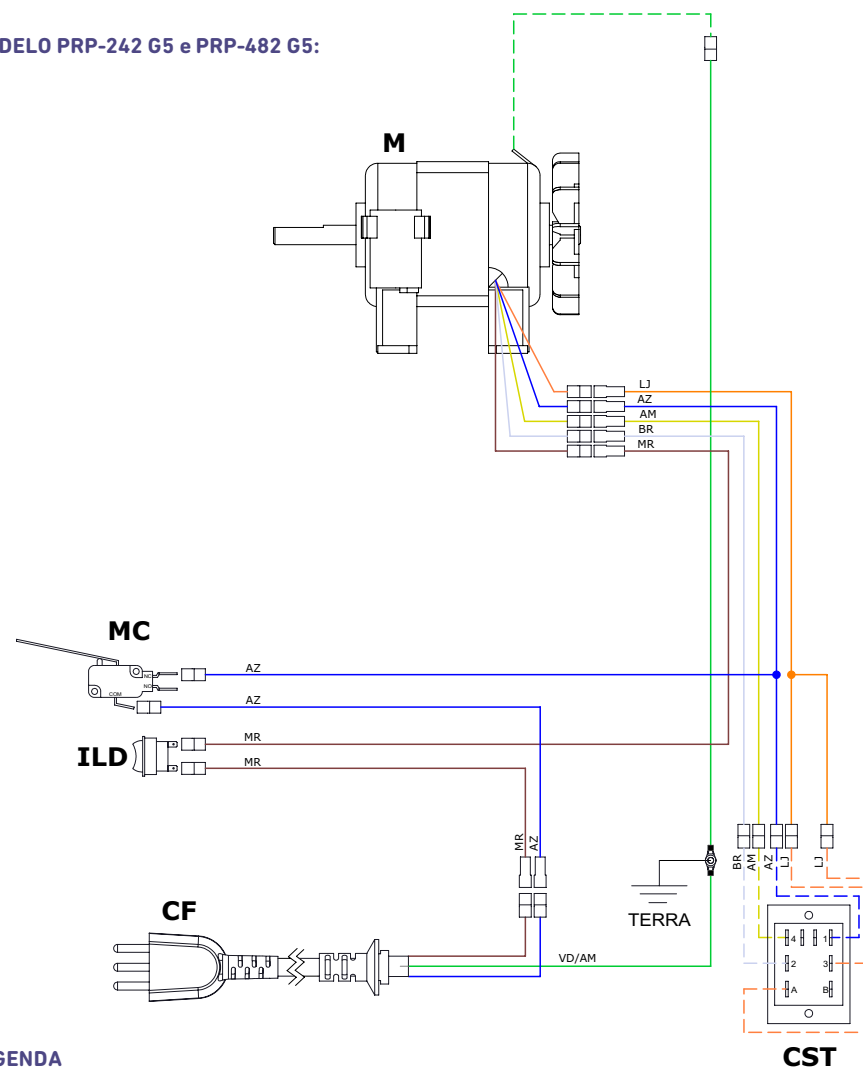 DELO PRP-242 G5 e PRP-482 G5:
M
LJ
AZ
AM
BR
MR
MC
NC
NO
COM
AZ
AZ
ILD
MR
MR
MR
AZ
BR
AM
AZ
LJ
LJ
TERRA
CF
VD/AM
4
1
2
3
A
B
CST
GENDA